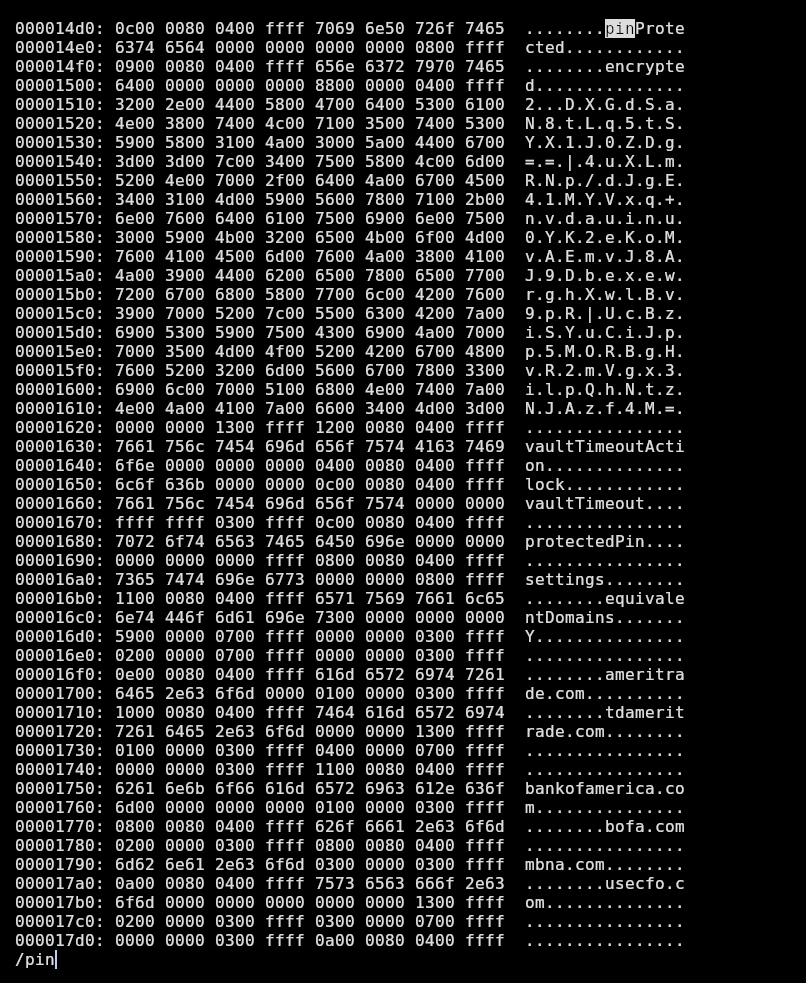 000014d0: 0c00 0080 0400 ffff 7069 6e50 726f 7465  ........pinProte
000014e0: 6374 6564 0000 0000 0000 0000 0800 ffff  cted............
000014f0: 0900 0080 0400 ffff 656e 6372 7970 7465  ........encrypte
00001500: 6400 0000 0000 0000 8800 0000 0400 ffff  d...............
00001510: 3200 2e00 4400 5800 4700 6400 5300 6100  2...D.X.G.d.S.a.
00001520: 4e00 3800 7400 4c00 7100 3500 7400 5300  N.8.t.L.q.5.t.S.
00001530: 5900 5800 3100 4a00 3000 5a00 4400 6700  Y.X.1.J.0.Z.D.g.
00001540: 3d00 3d00 7c00 3400 7500 5800 4c00 6d00  =.=.|.4.u.X.L.m.
00001550: 5200 4e00 7000 2f00 6400 4a00 6700 4500  R.N.p./.d.J.g.E.
00001560: 3400 3100 4d00 5900 5600 7800 7100 2b00  4.1.M.Y.V.x.q.+.
00001570: 6e00 7600 6400 6100 7500 6900 6e00 7500  n.v.d.a.u.i.n.u.
00001580: 3000 5900 4b00 3200 6500 4b00 6f00 4d00  0.Y.K.2.e.K.o.M.
00001590: 7600 4100 4500 6d00 7600 4a00 3800 4100  v.A.E.m.v.J.8.A.
000015a0: 4a00 3900 4400 6200 6500 7800 6500 7700  J.9.D.b.e.x.e.w.
000015b0: 7200 6700 6800 5800 7700 6c00 4200 7600  r.g.h.X.w.l.B.v.
000015c0: 3900 7000 5200 7c00 5500 6300 4200 7a00  9.p.R.|.U.c.B.z.
000015d0: 6900 5300 5900 7500 4300 6900 4a00 7000  i.S.Y.u.C.i.J.p.
000015e0: 7000 3500 4d00 4f00 5200 4200 6700 4800  p.5.M.O.R.B.g.H.
000015f0: 7600 5200 3200 6d00 5600 6700 7800 3300  v.R.2.m.V.g.x.3.
00001600: 6900 6c00 7000 5100 6800 4e00 7400 7a00  i.l.p.Q.h.N.t.z.
00001610: 4e00 4a00 4100 7a00 6600 3400 4d00 3d00  N.J.A.z.f.4.M.=.
00001620: 0000 0000 1300 ffff 1200 0080 0400 ffff  ................
00001630: 7661 756c 7454 696d 656f 7574 4163 7469  vaultTimeoutActi
00001640: 6f6e 0000 0000 0000 0400 0080 0400 ffff  on..............
00001650: 6c6f 636b 0000 0000 0c00 0080 0400 ffff  lock............
00001660: 7661 756c 7454 696d 656f 7574 0000 0000  vaultTimeout....
00001670: ffff ffff 0300 ffff 0c00 0080 0400 ffff  ................
00001680: 7072 6f74 6563 7465 6450 696e 0000 0000  protectedPin....
00001690: 0000 0000 0000 ffff 0800 0080 0400 ffff  ................
000016a0: 7365 7474 696e 6773 0000 0000 0800 ffff  settings........
000016b0: 1100 0080 0400 ffff 6571 7569 7661 6c65  ........equivale
000016c0: 6e74 446f 6d61 696e 7300 0000 0000 0000  ntDomains.......
000016d0: 5900 0000 0700 ffff 0000 0000 0300 ffff  Y...............
000016e0: 0200 0000 0700 ffff 0000 0000 0300 ffff  ................
000016f0: 0e00 0080 0400 ffff 616d 6572 6974 7261  ........ameritra
00001700: 6465 2e63 6f6d 0000 0100 0000 0300 ffff  de.com..........
00001710: 1000 0080 0400 ffff 7464 616d 6572 6974  ........tdamerit
00001720: 7261 6465 2e63 6f6d 0000 0000 1300 ffff  rade.com........
00001730: 0100 0000 0300 ffff 0400 0000 0700 ffff  ................
00001740: 0000 0000 0300 ffff 1100 0080 0400 ffff  ................
00001750: 6261 6e6b 6f66 616d 6572 6963 612e 636f  bankofamerica.co
00001760: 6d00 0000 0000 0000 0100 0000 0300 ffff  m...............
00001770: 0800 0080 0400 ffff 626f 6661 2e63 6f6d  ........bofa.com
00001780: 0200 0000 0300 ffff 0800 0080 0400 ffff  ................
00001790: 6d62 6e61 2e63 6f6d 0300 0000 0300 ffff  mbna.com........
000017a0: 0a00 0080 0400 ffff 7573 6563 666f 2e63  ........usecfo.c
000017b0: 6f6d 0000 0000 0000 0000 0000 1300 ffff  om..............
000017c0: 0200 0000 0300 ffff 0300 0000 0700 ffff  ................
000017d0: 0000 0000 0300 ffff 0a00 0080 0400 ffff  ................
/pin